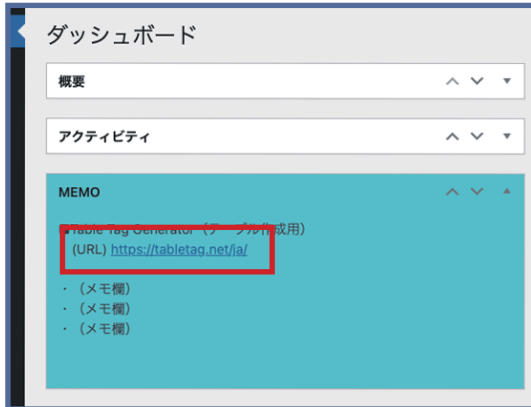 ダッシュボード
概要
アクティビティ
MEMO
■Table Tag Generator（テーブル作成用）
(URL) https://tabletag.net/ja/
・（メモ欄）
・（メモ欄）
・（メモ欄）